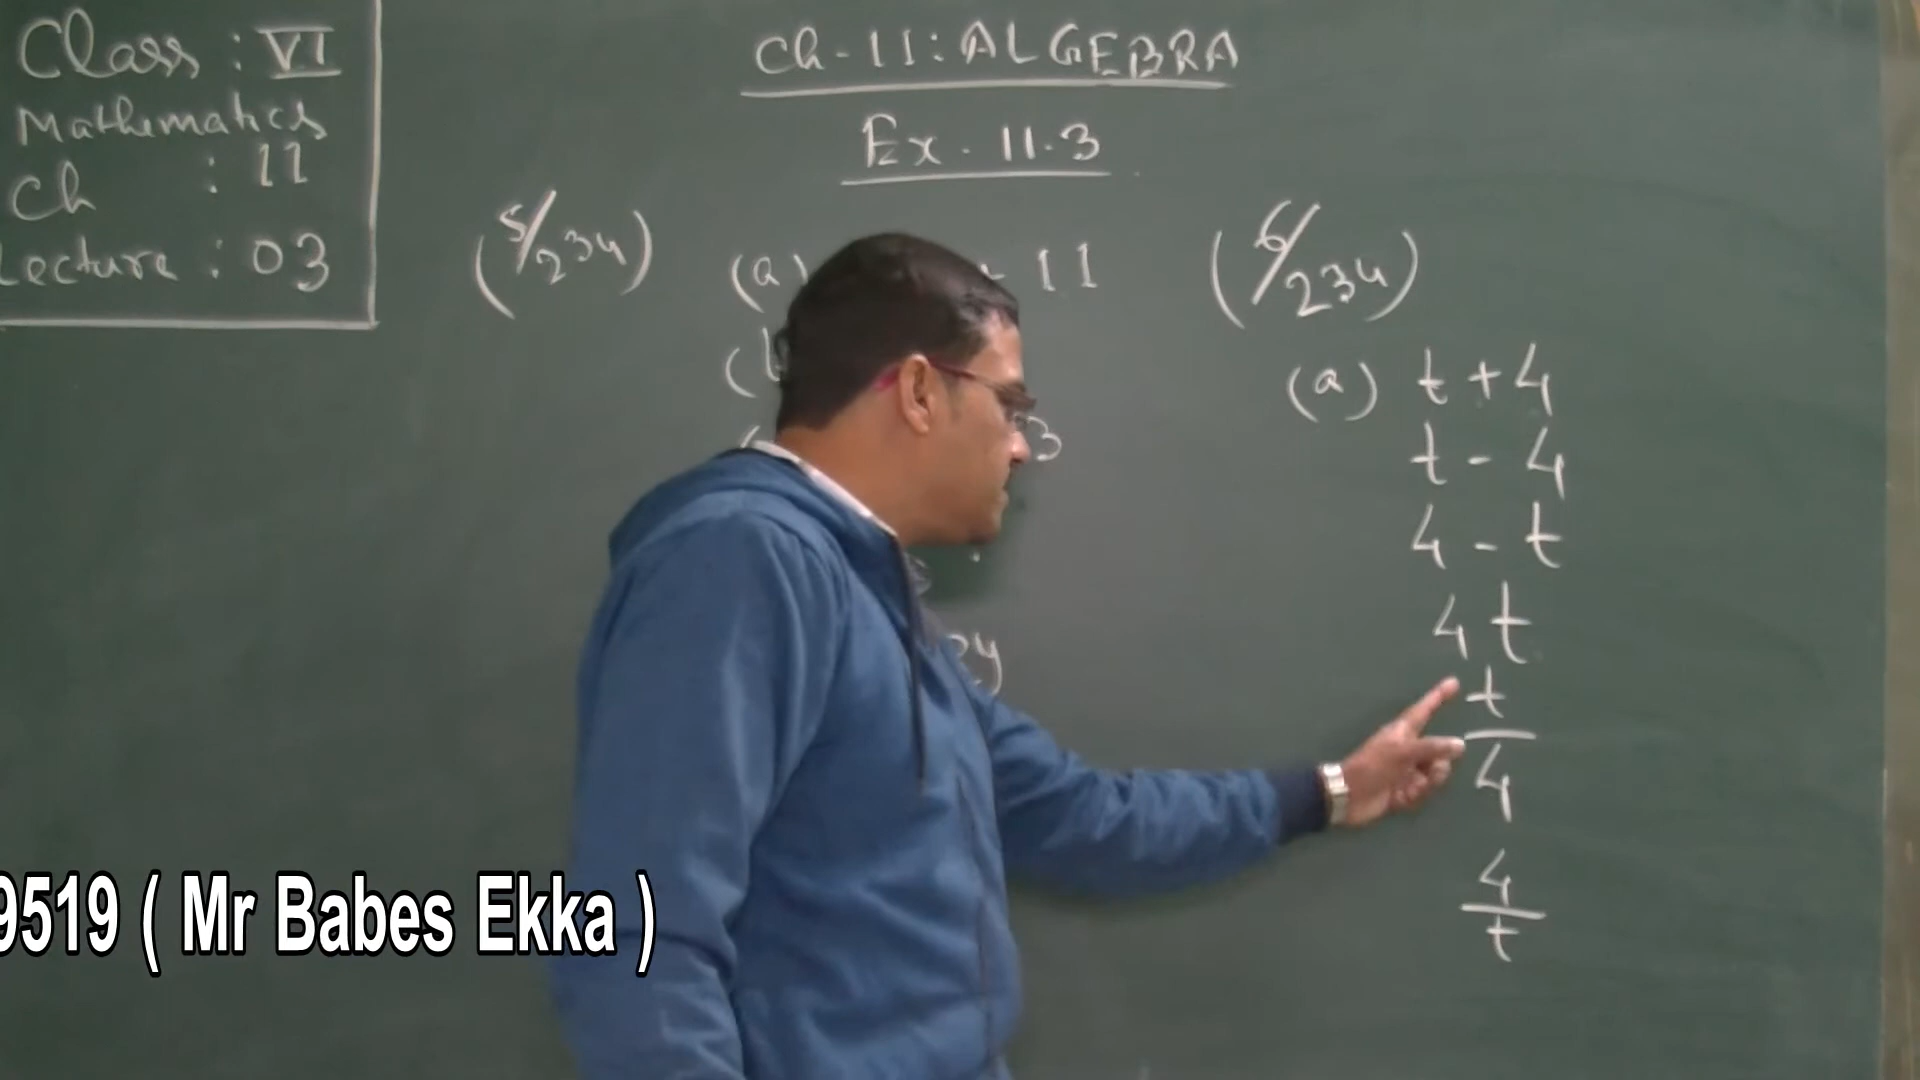 Class : VI
Mathematics
Ch : 11
Lecture : 03
Ch - 11 : ALGEBRA
Ex - 11.3
(5/234)
(a) 11
3
y
(6/234)
(a) t + 4
t - 4
4 - t
4t
t/4
4/t
9519 ( Mr Babes Ekka )